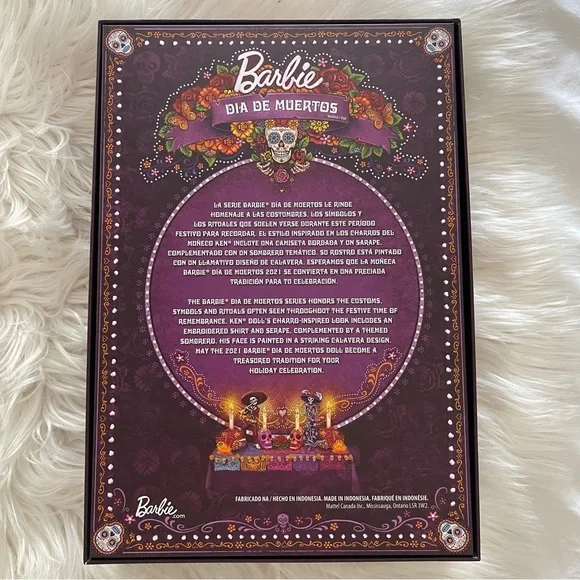 Barbie
DIA DE MUERTOS
LA SERIE BARBIE® DÍA DE MUERTOS LE RINDE
HOMENAJE A LAS COSTUMBRES, LOS SÍMBOLOS Y
LOS RITUALES QUE SUELEN VERSE DURANTE ESTE PERÍODO
FESTIVO PARA RECORDAR. EL ESTILO INSPIRADO EN LOS CHARROS DEL
MUÑECO KEN® INCLUYE UNA CAMISETA BORDADA Y UN SARAPE,
COMPLEMENTADO CON UN SOMBRERO TEMÁTICO. SU ROSTRO ESTÁ PINTADO
CON UN LLAMATIVO DISEÑO DE CALAVERA. ESPERAMOS QUE LA MUÑECA
BARBIE® DÍA DE MUERTOS 2021 SE CONVIERTA EN UNA PRECIADA
TRADICIÓN PARA TU CELEBRACIÓN.
THE BARBIE® DIA DE MUERTOS SERIES HONORS THE CUSTOMS,
SYMBOLS AND RITUALS OFTEN SEEN THROUGHOUT THE FESTIVE TIME OF
REMEMBRANCE. KEN® DOLL'S CHARRO-INSPIRED LOOK INCLUDES AN
EMBROIDERED SHIRT AND SERAPE, COMPLEMENTED BY A THEMED
SOMBRERO. HIS FACE IS PAINTED IN A STRIKING CALAVERA DESIGN.
MAY THE 2021 BARBIE® DIA DE MUERTOS DOLL BECOME A
TREASURED TRADITION FOR YOUR
HOLIDAY CELEBRATION.
FABRICADO NA / HECHO EN INDONESIA. MADE IN INDONESIA. FABRIQUÉ EN INDONÉSIE.
Mattel Canada Inc., Mississauga, Ontario L5R 3W2.
Barbie.com